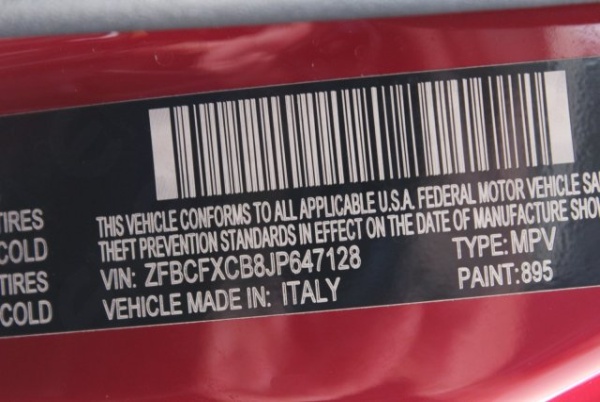 TIRES
COLD
TIRES
COLD
THIS VEHICLE CONFORMS TO ALL APPLICABLE U.S.A. FEDERAL MOTOR VEHICLE SA
THEFT PREVENTION STANDARDS IN EFFECT ON THE DATE OF MANUFACTURE SHOW
VIN: ZFBCFXCB8JP647128 TYPE: MPV
VEHICLE MADE IN: ITALY PAINT: 895